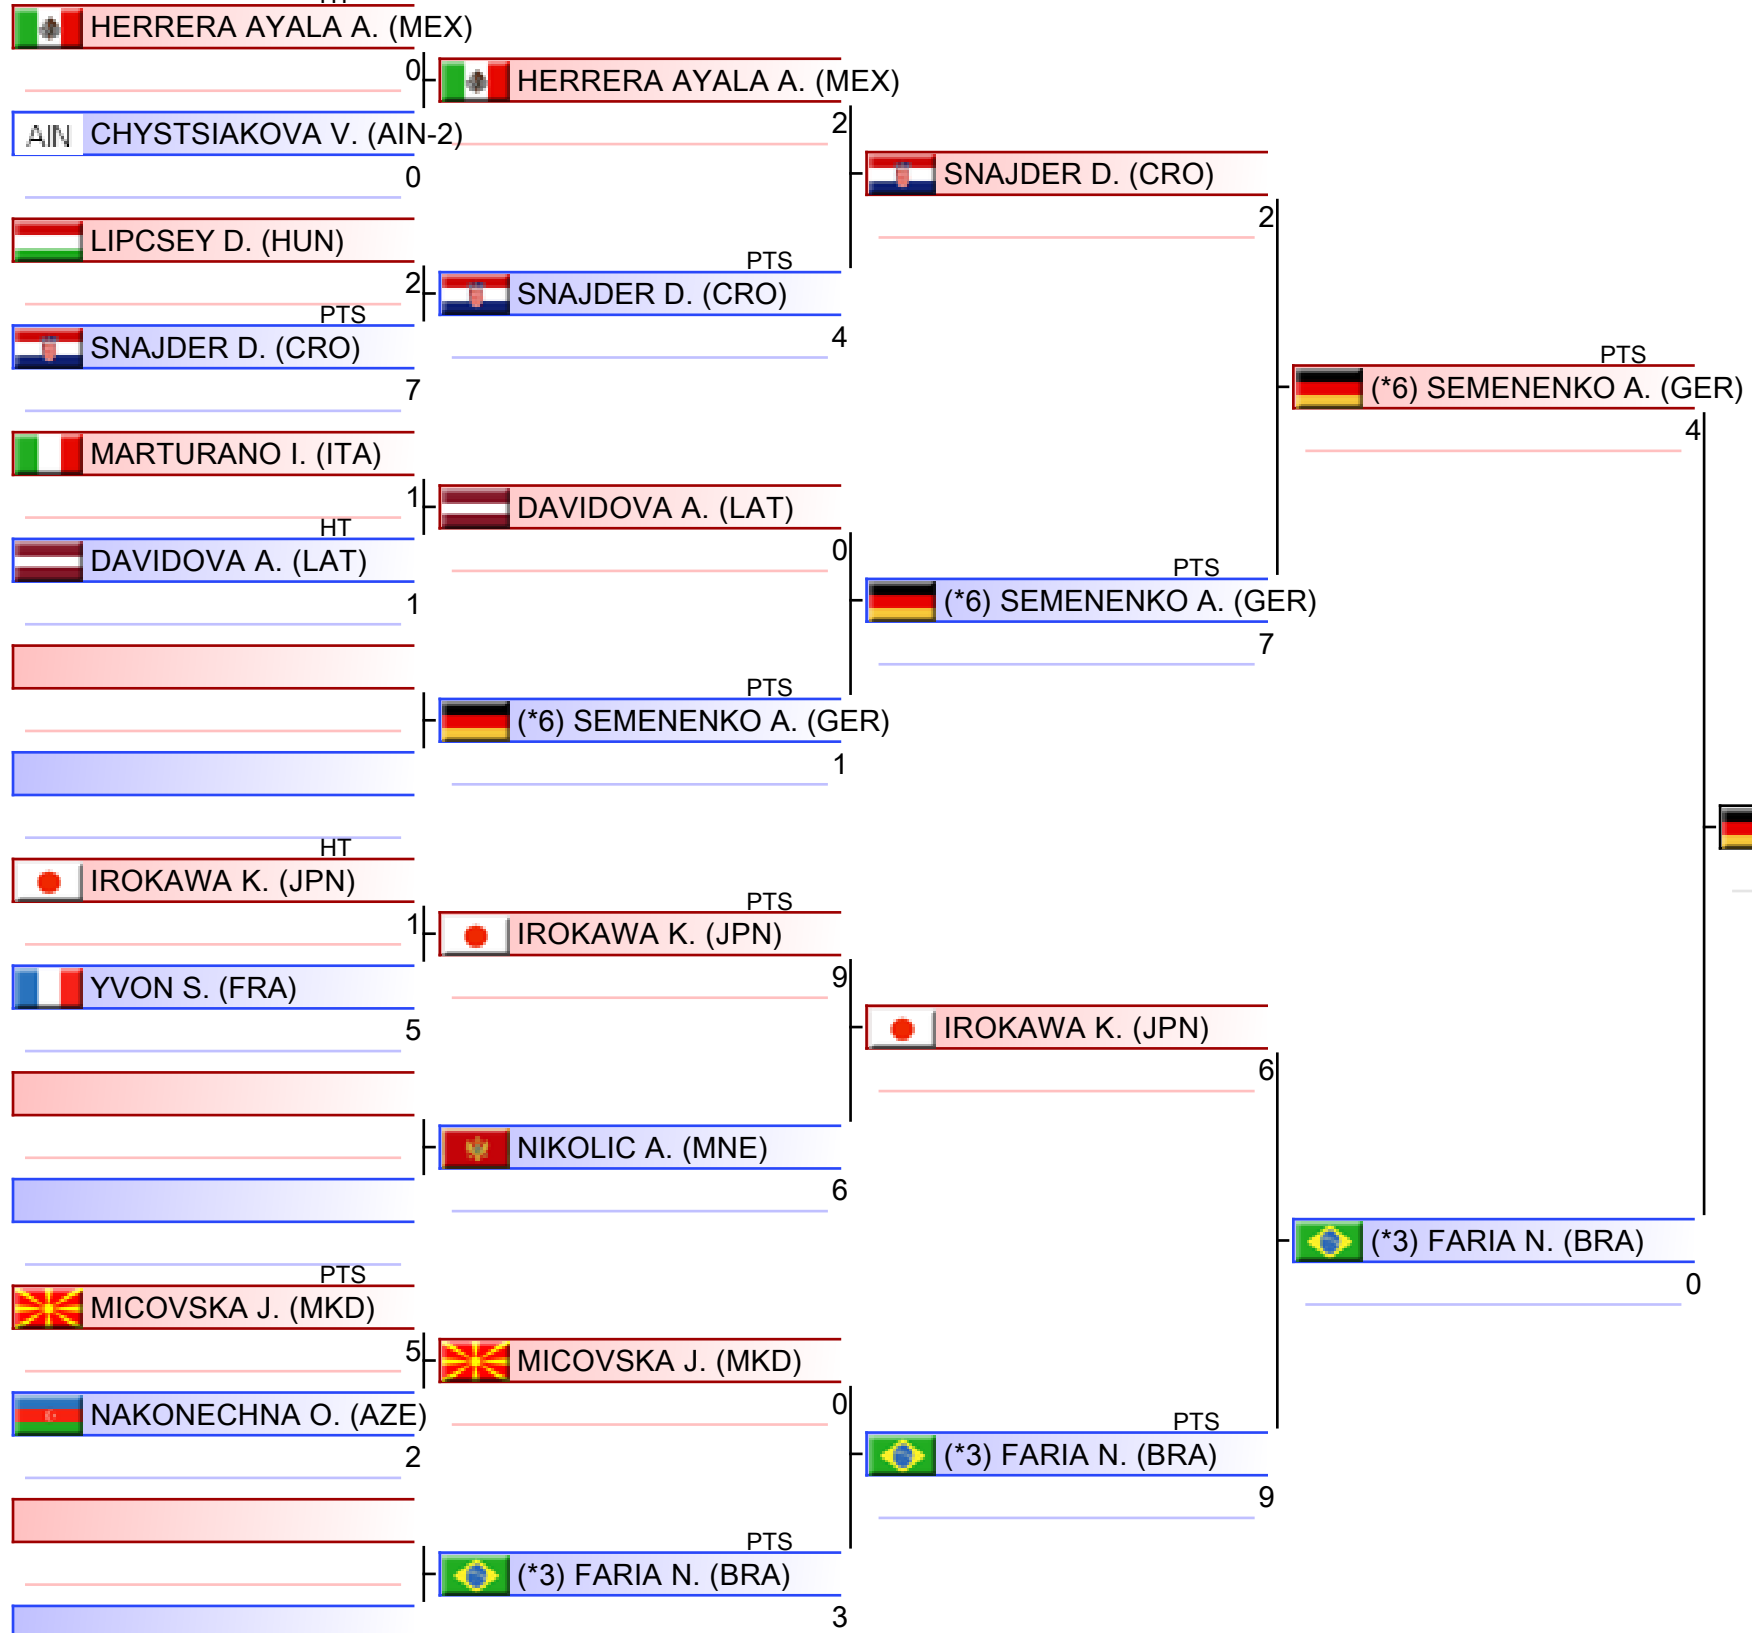 HT
HERRERA AYALA A. (MEX)
0
AIN CHYSTSIAKOVA V. (AIN-2)
0
LIPCSEY D. (HUN)
2
PTS
SNAJDER D. (CRO)
7
MARTURANO I. (ITA)
1
HT
DAVIDOVA A. (LAT)
1
HT
IROKAWA K. (JPN)
1
YVON S. (FRA)
5
PTS
MICOVSKA J. (MKD)
5
NAKONECHNA O. (AZE)
2
HERRERA AYALA A. (MEX)
2
PTS
SNAJDER D. (CRO)
4
DAVIDOVA A. (LAT)
0
PTS
(*6) SEMENENKO A. (GER)
1
PTS
IROKAWA K. (JPN)
9
NIKOLIC A. (MNE)
6
MICOVSKA J. (MKD)
0
PTS
(*3) FARIA N. (BRA)
3
SNAJDER D. (CRO)
2
PTS
(*6) SEMENENKO A. (GER)
7
IROKAWA K. (JPN)
6
PTS
(*3) FARIA N. (BRA)
9
PTS
(*6) SEMENENKO A. (GER)
4
(*3) FARIA N. (BRA)
0